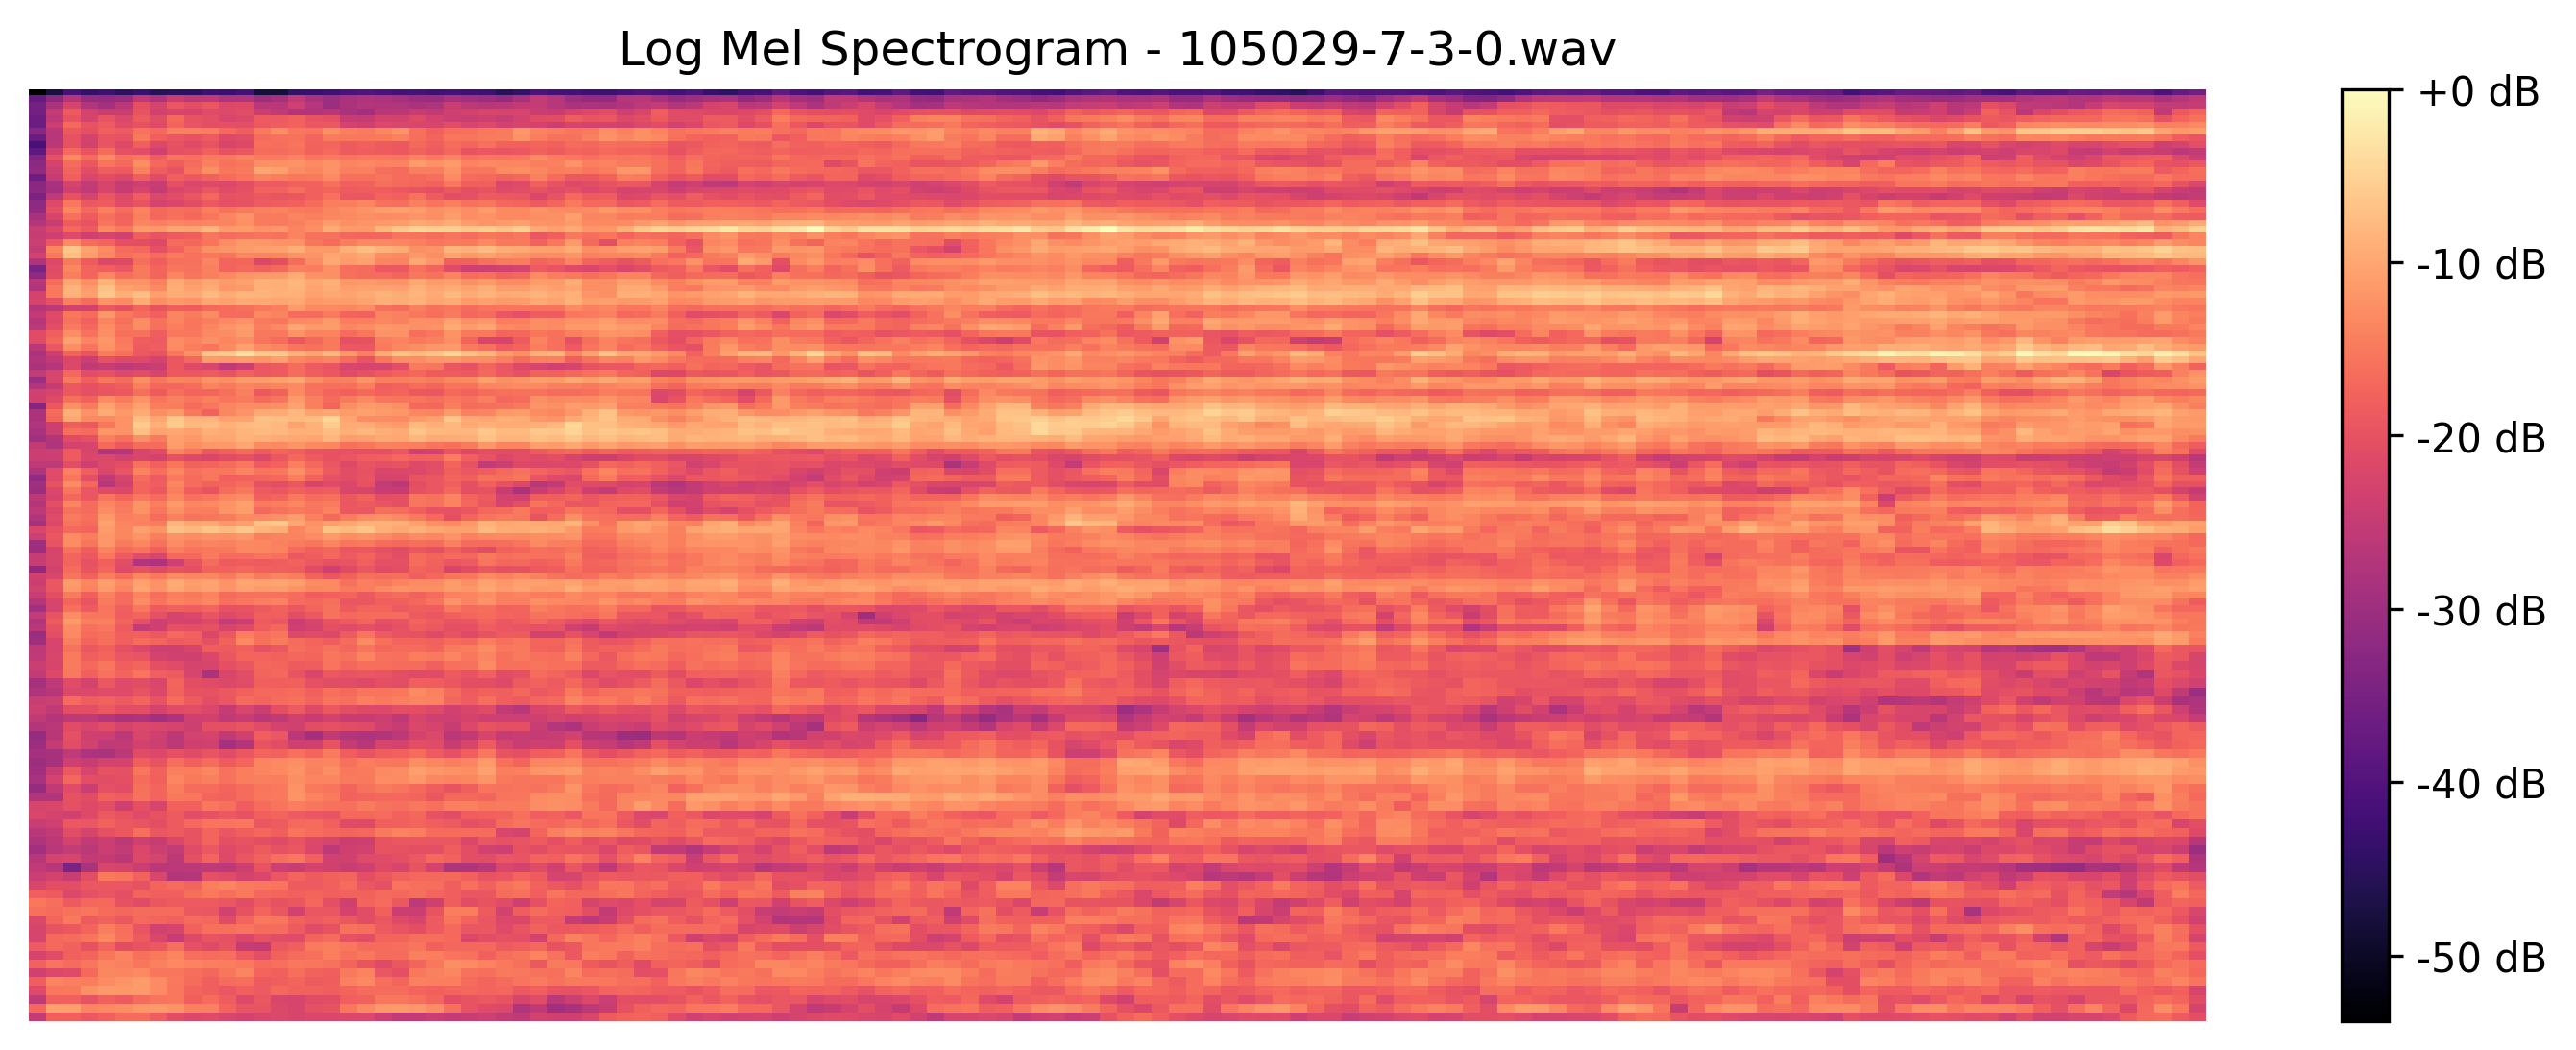 Log Mel Spectrogram - 105029-7-3-0.wav
+0 dB
-10 dB
-20 dB
-30 dB
-40 dB
-50 dB